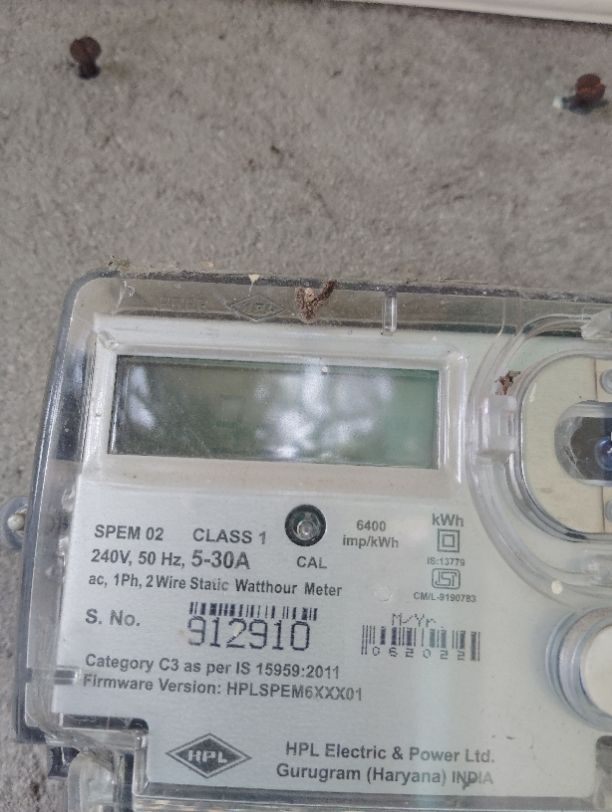 SPEM 02 CLASS 1
240V, 50 Hz, 5-30A
ac, 1Ph, 2 Wire Static Watthour Meter
CAL
6400
imp/kWh
kWh
IS:13779
ISI
CM/L-9190783
S. No.
912910
M/Yr
062022
Category C3 as per IS 15959:2011
Firmware Version: HPLSPEM6XXX01
HPL
HPL Electric & Power Ltd.
Gurugram (Haryana) INDIA